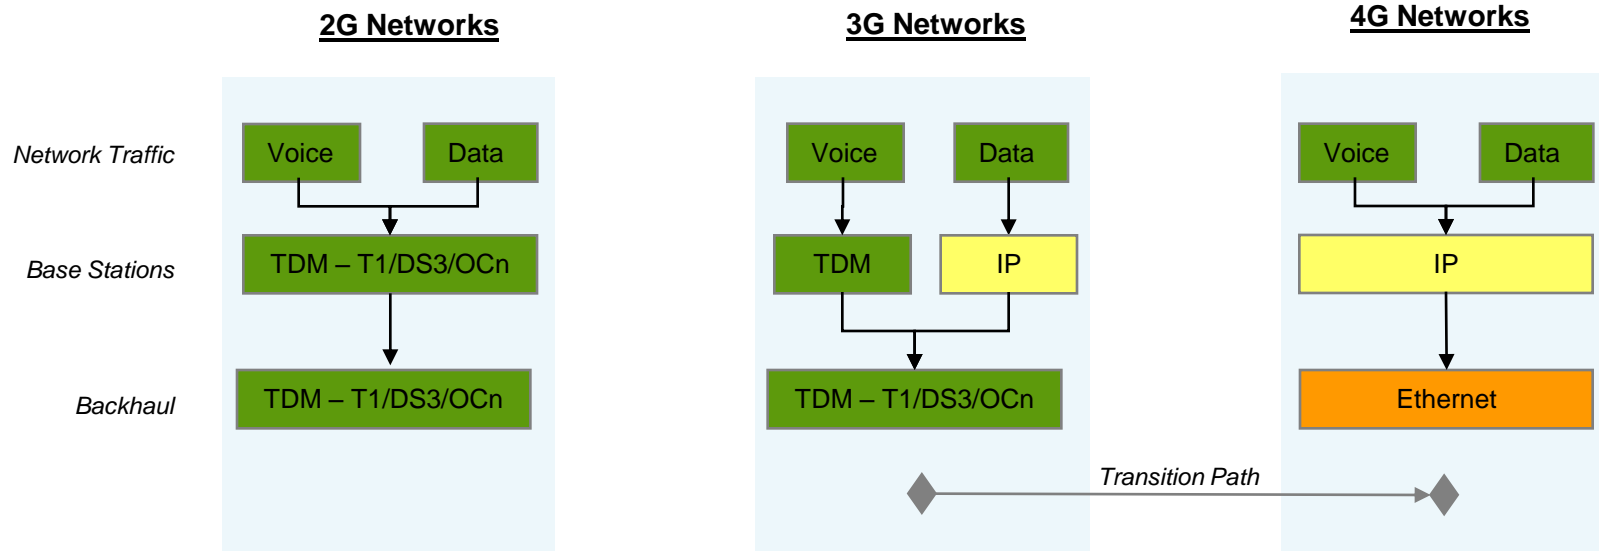 2G Networks
3G Networks
4G Networks
Network Traffic
Voice
Data
Voice
Data
Voice
Data
Base Stations
TDM – T1/DS3/OCn
TDM
IP
IP
Backhaul
TDM – T1/DS3/OCn
TDM – T1/DS3/OCn
Ethernet
Transition Path